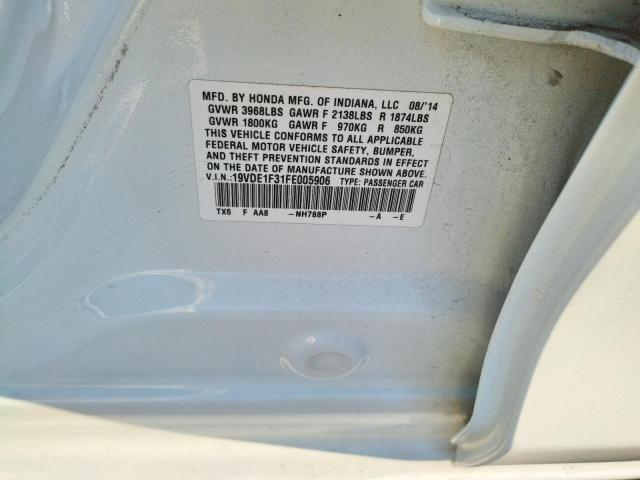 MFD. BY HONDA MFG. OF INDIANA, LLC 08/'14
GVWR 3968LBS GAWR F 2138LBS R 1874LBS
GVWR 1800KG GAWR F 970KG R 850KG
THIS VEHICLE CONFORMS TO ALL APPLICABLE
FEDERAL MOTOR VEHICLE SAFETY, BUMPER,
AND THEFT PREVENTION STANDARDS IN EFFECT
ON THE DATE OF MANUFACTURE SHOWN ABOVE.
V.I.N.:19VDE1F31FE005906 TYPE: PASSENGER CAR
TX6 F AA8 -NH788P -A -E